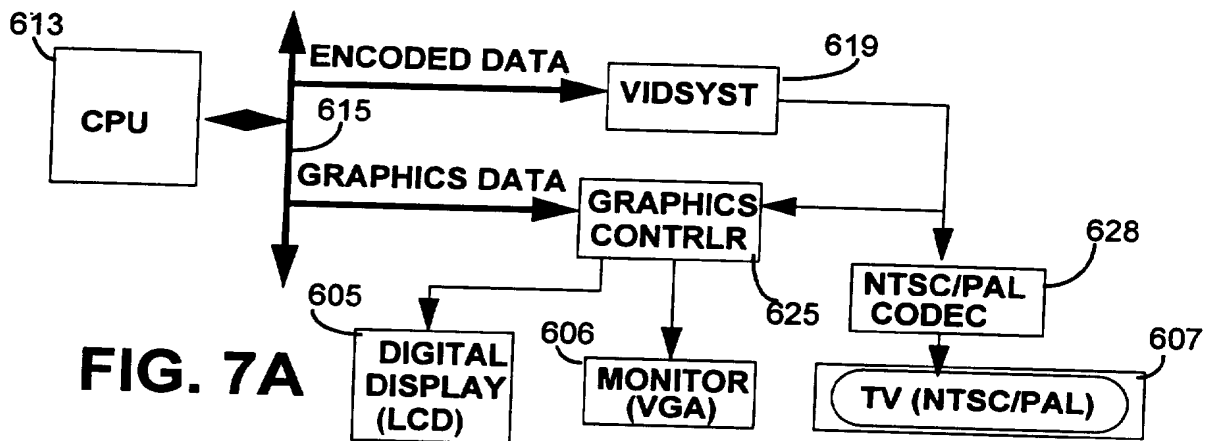 613
CPU
ENCODED DATA
615
619
VIDSYST
GRAPHICS DATA
GRAPHICS
CONTRLR
625
628
NTSC/PAL
CODEC
605
DIGITAL
DISPLAY
(LCD)
606
MONITOR
(VGA)
607
TV (NTSC/PAL)
FIG. 7A